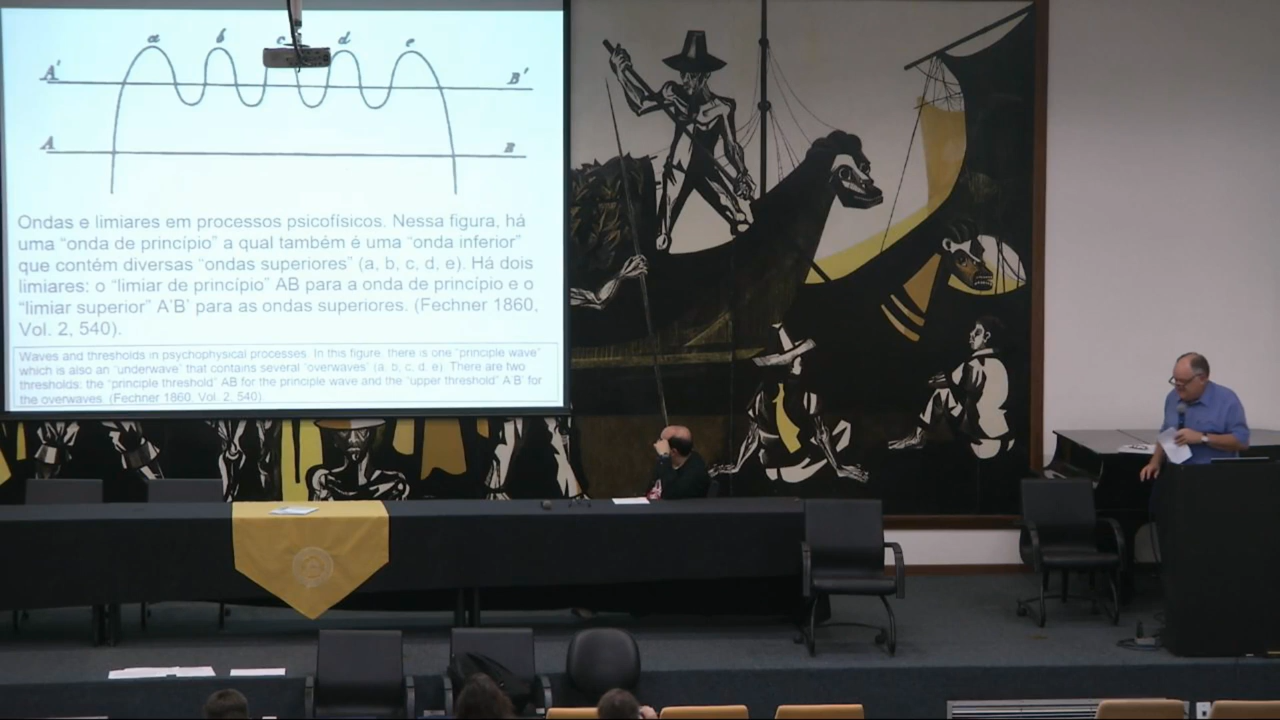 a b c d e
A' B'
A B
Ondas e limiares em processos psicofísicos. Nessa figura, há
uma “onda de princípio” a qual também é uma “onda inferior”
que contém diversas “ondas superiores” (a, b, c, d, e). Há dois
limiares: o “limiar de princípio” AB para a onda de princípio e o
“limiar superior” A’B’ para as ondas superiores. (Fechner 1860,
Vol. 2, 540).
Waves and thresholds in psychophysical processes. In this figure, there is one “principle wave”
which is also an “underwave” that contains several “overwaves” (a, b, c, d, e). There are two
thresholds: the “principle threshold” AB for the principle wave and the “upper threshold” A’B’ for
the overwaves. (Fechner 1860, Vol. 2, 540)